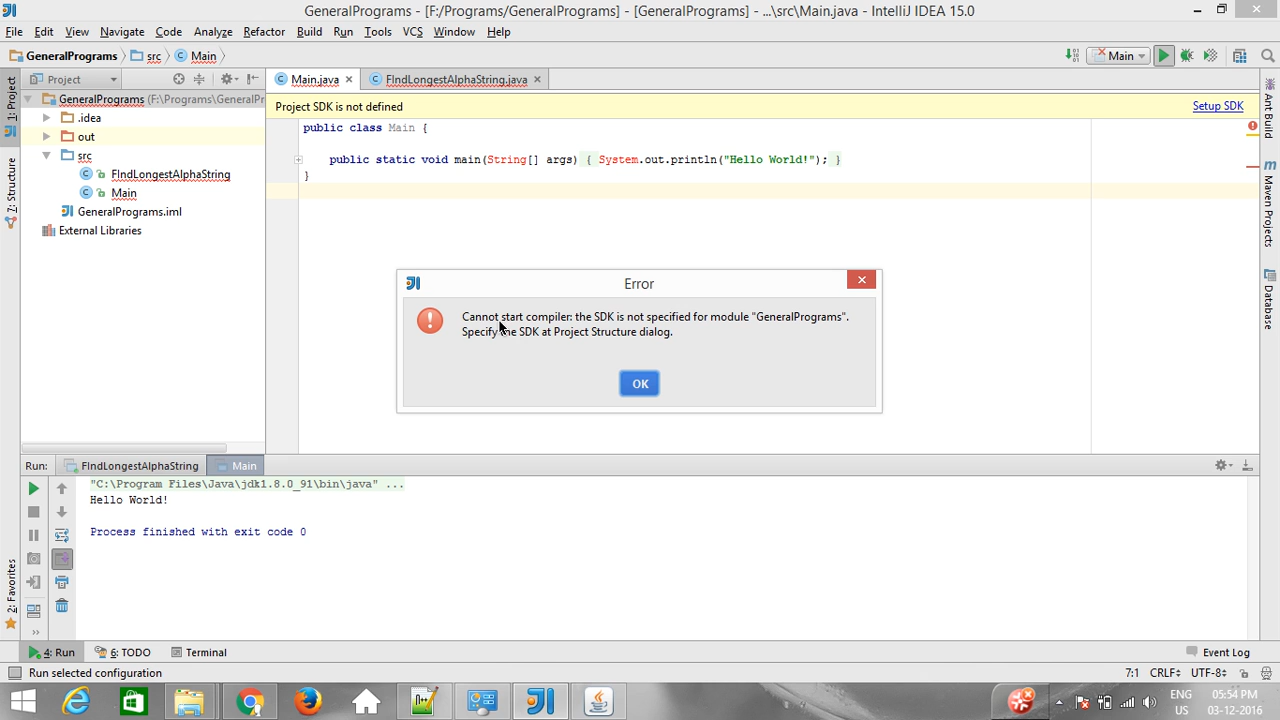 GeneralPrograms - [F:/Programs/GeneralPrograms] - [GeneralPrograms] - ...\src\Main.java - IntelliJ IDEA 15.0
File Edit View Navigate Code Analyze Refactor Build Run Tools VCS Window Help
GeneralPrograms src Main Main
Project
Main.java FIndLongestAlphaString.java
1: Project
7: Structure
2: Favorites
GeneralPrograms (F:\Programs\GeneralPr
.idea
out
src
FIndLongestAlphaString
Main
GeneralPrograms.iml
External Libraries
Project SDK is not defined Setup SDK
public class Main {
public static void main(String[] args) { System.out.println("Hello World!"); }
}
Ant Build
Maven Projects
Database
Error
Cannot start compiler: the SDK is not specified for module "GeneralPrograms".
Specify the SDK at Project Structure dialog.
OK
Run: FIndLongestAlphaString Main
"C:\Program Files\Java\jdk1.8.0_91\bin\java" ...
Hello World!
Process finished with exit code 0
4: Run 6: TODO Terminal Event Log
Run selected configuration 7:1 CRLF UTF-8
ENG 05:54 PM
US 03-12-2016